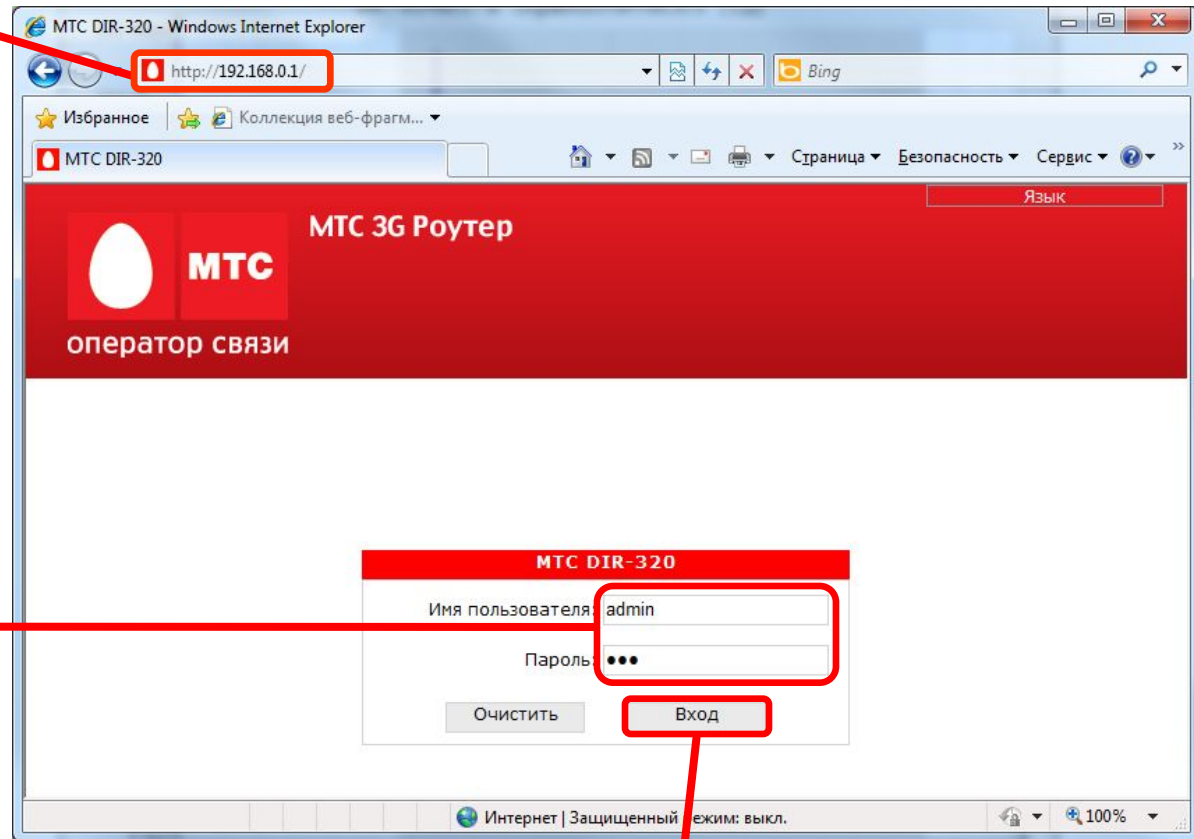 МТС DIR-320 - Windows Internet Explorer
http://192.168.0.1/
Bing
Избранное
Коллекция веб-фрагм...
МТС DIR-320
Страница
Безопасность
Сервис
Язык
МТС 3G Роутер
МТС
оператор связи
МТС DIR-320
Имя пользователя: admin
Пароль: ●●●
Очистить
Вход
Интернет | Защищенный режим: выкл.
100%